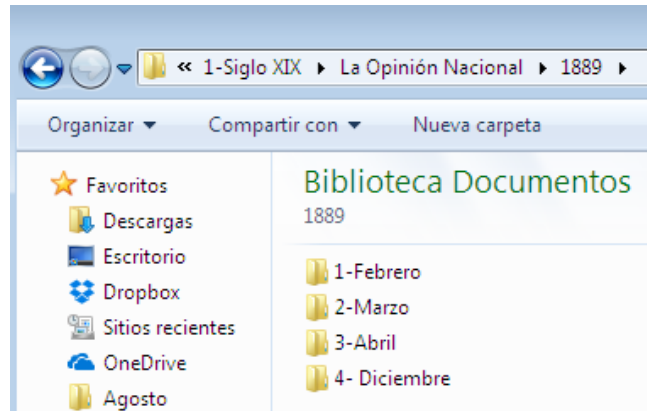 « 1-Siglo XIX ▸ La Opinión Nacional ▸ 1889 ▸
Organizar ▾ Compartir con ▾ Nueva carpeta
Favoritos
Descargas
Escritorio
Dropbox
Sitios recientes
OneDrive
Agosto
Biblioteca Documentos
1889
1-Febrero
2-Marzo
3-Abril
4- Diciembre